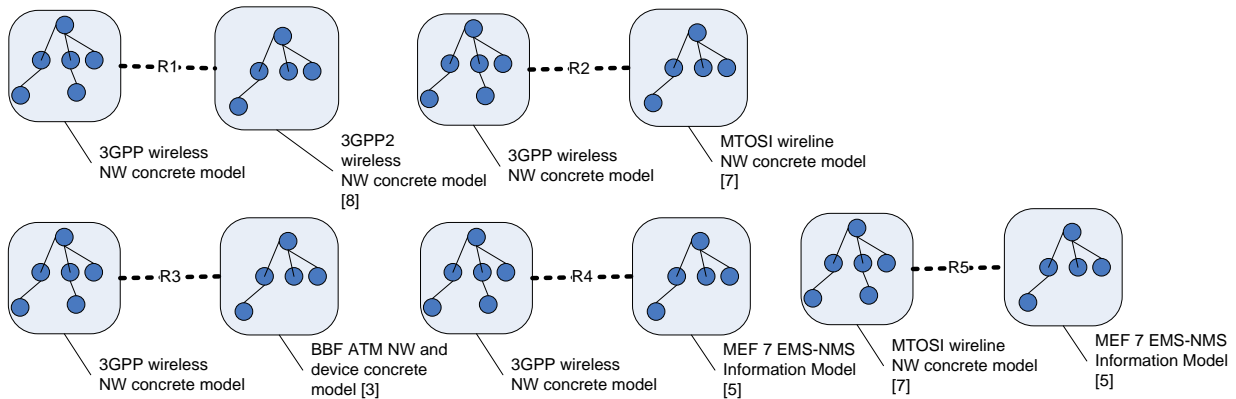 R1
R2
3GPP wireless
NW concrete model
3GPP2
wireless
NW concrete model
[8]
3GPP wireless
NW concrete model
MTOSI wireline
NW concrete model
[7]
R3
R4
R5
3GPP wireless
NW concrete model
BBF ATM NW and
device concrete
model [3]
3GPP wireless
NW concrete model
MEF 7 EMS-NMS
Information Model
[5]
MTOSI wireline
NW concrete model
[7]
MEF 7 EMS-NMS
Information Model
[5]